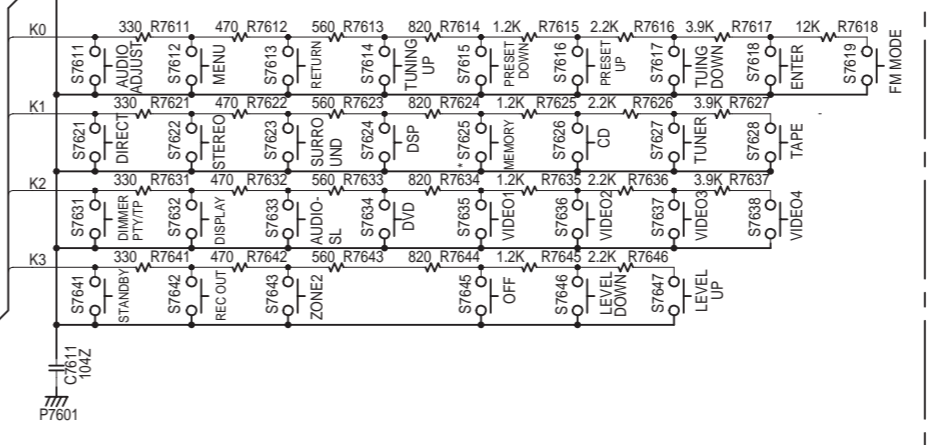 K0 330 R7611 470 R7612 560 R7613 820 R7614 1.2K R7615 2.2K R7616 3.9K R7617 12K R7618
S7611 AUDIO ADJUST S7612 MENU S7613 RETURN S7614 TUNING UP S7615 PRESET DOWN S7616 PRESET UP S7617 TUING DOWN S7618 ENTER S7619 FM MODE
K1 330 R7621 470 R7622 560 R7623 820 R7624 1.2K R7625 2.2K R7626 3.9K R7627
S7621 DIRECT S7622 STEREO S7623 SURRO UND S7624 DSP * S7625 MEMORY S7626 CD S7627 TUNER S7628 TAPE
K2 330 R7631 470 R7632 560 R7633 820 R7634 1.2K R7635 2.2K R7636 3.9K R7637
S7631 DIMMER PTY/TP S7632 DISPLAY S7633 AUDIO- SL S7634 DVD S7635 VIDEO1 S7636 VIDEO2 S7637 VIDEO3 S7638 VIDEO4
K3 330 R7641 470 R7642 560 R7643 820 R7644 1.2K R7645 2.2K R7646
S7641 STANDBY S7642 REC OUT S7643 ZONE2 S7645 OFF S7646 LEVEL DOWN S7647 LEVEL UP
C7611
104Z
P7601